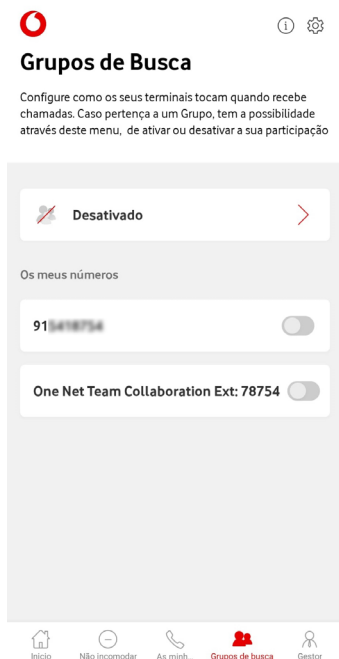 Grupos de Busca
Configure como os seus terminais tocam quando recebe
chamadas. Caso pertença a um Grupo, tem a possibilidade
através deste menu, de ativar ou desativar a sua participação
Desativado
Os meus números
91
One Net Team Collaboration Ext: 78754
Início
Não incomodar
As minh...
Grupos de busca
Gestor